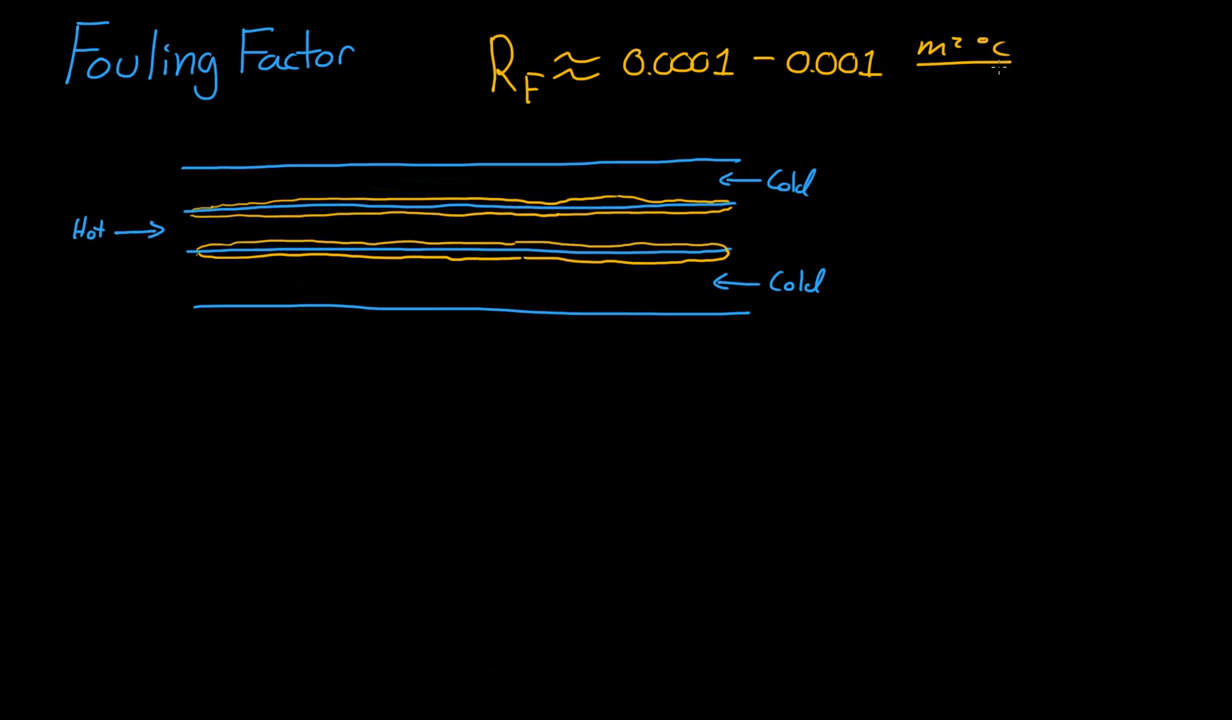 Fouling Factor
R_F ≈ 0.0001 - 0.001 m² °C
← Cold
Hot →
← Cold